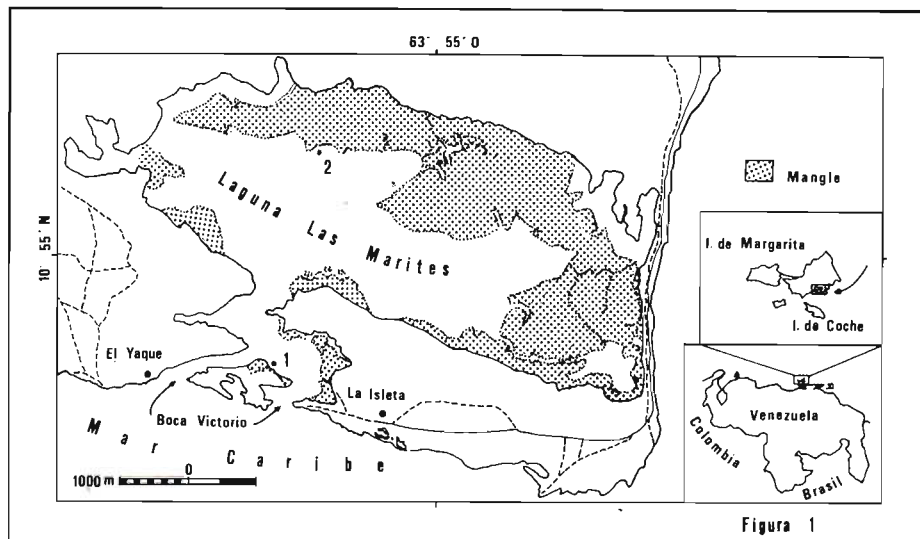 63° 55´ O
10° 55´ N
2
Laguna Las Marites
Mangle
I. de Margarita
I. de Coche
El Yaque
1
Boca Victorio
La Isleta
Mar Caribe
0
1000 m
Venezuela
Colombia
Brasil
Figura 1